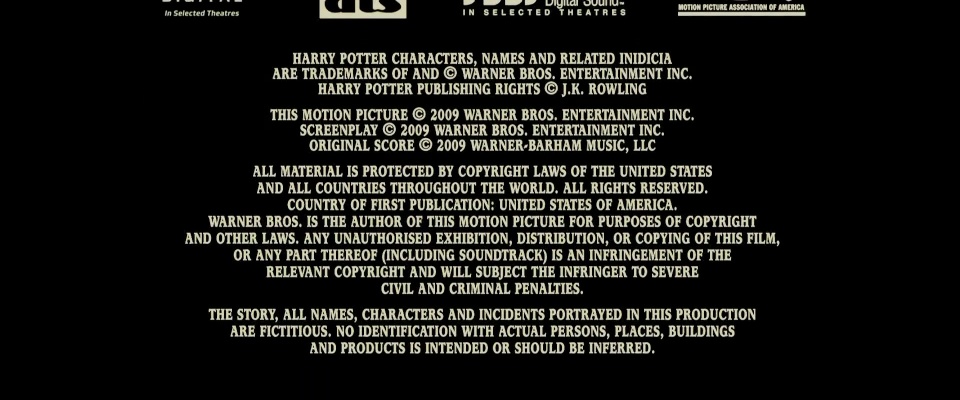 In Selected Theatres
dts
Digital Sound
IN SELECTED THEATRES
MOTION PICTURE ASSOCIATION OF AMERICA
HARRY POTTER CHARACTERS, NAMES AND RELATED INIDICIA
ARE TRADEMARKS OF AND © WARNER BROS. ENTERTAINMENT INC.
HARRY POTTER PUBLISHING RIGHTS © J.K. ROWLING
THIS MOTION PICTURE © 2009 WARNER BROS. ENTERTAINMENT INC.
SCREENPLAY © 2009 WARNER BROS. ENTERTAINMENT INC.
ORIGINAL SCORE © 2009 WARNER-BARHAM MUSIC, LLC
ALL MATERIAL IS PROTECTED BY COPYRIGHT LAWS OF THE UNITED STATES
AND ALL COUNTRIES THROUGHOUT THE WORLD. ALL RIGHTS RESERVED.
COUNTRY OF FIRST PUBLICATION: UNITED STATES OF AMERICA.
WARNER BROS. IS THE AUTHOR OF THIS MOTION PICTURE FOR PURPOSES OF COPYRIGHT
AND OTHER LAWS. ANY UNAUTHORISED EXHIBITION, DISTRIBUTION, OR COPYING OF THIS FILM,
OR ANY PART THEREOF (INCLUDING SOUNDTRACK) IS AN INFRINGEMENT OF THE
RELEVANT COPYRIGHT AND WILL SUBJECT THE INFRINGER TO SEVERE
CIVIL AND CRIMINAL PENALTIES.
THE STORY, ALL NAMES, CHARACTERS AND INCIDENTS PORTRAYED IN THIS PRODUCTION
ARE FICTITIOUS. NO IDENTIFICATION WITH ACTUAL PERSONS, PLACES, BUILDINGS
AND PRODUCTS IS INTENDED OR SHOULD BE INFERRED.